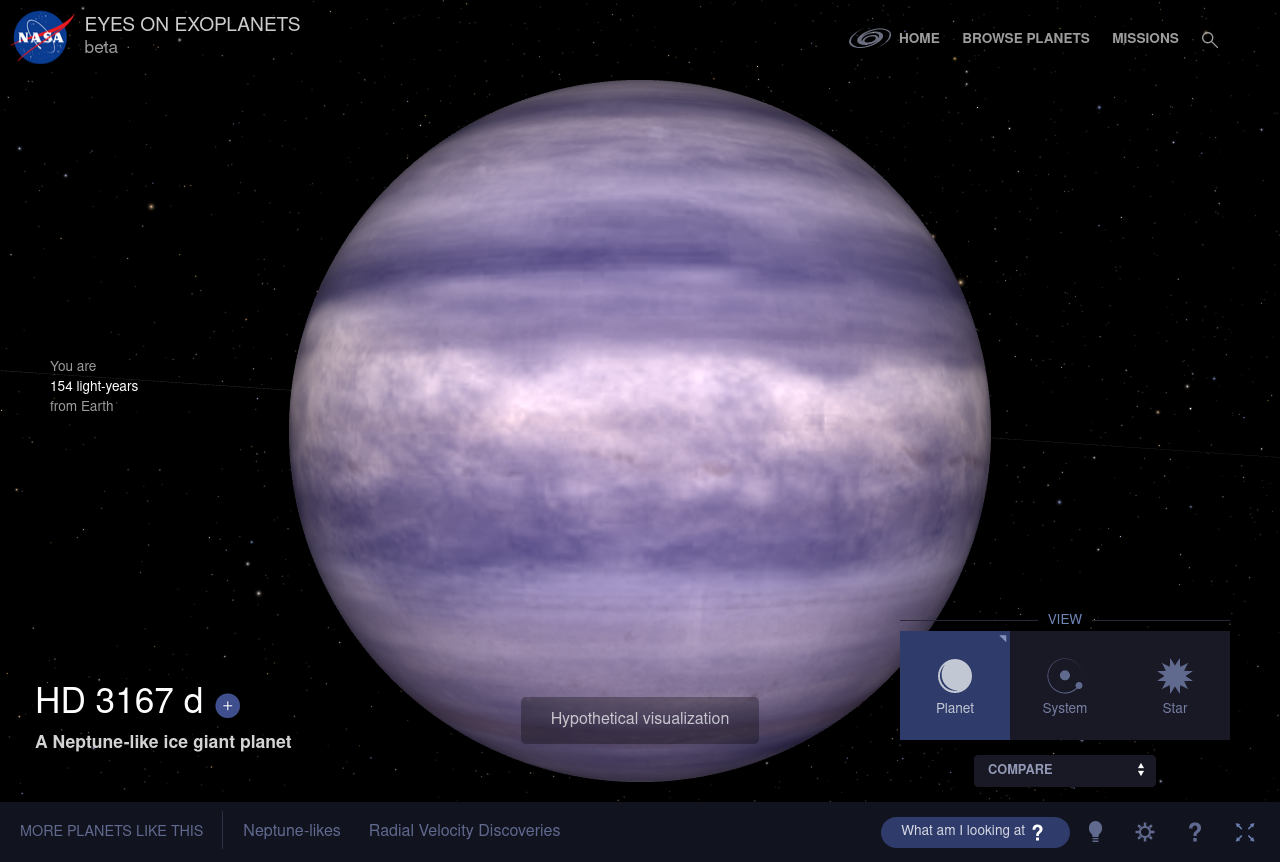 NASA
EYES ON EXOPLANETS
beta
HOME
BROWSE PLANETS
MISSIONS
You are
154 light-years
from Earth
VIEW
Planet
System
Star
HD 3167 d +
A Neptune-like ice giant planet
Hypothetical visualization
COMPARE
MORE PLANETS LIKE THIS
Neptune-likes
Radial Velocity Discoveries
What am I looking at ?
?